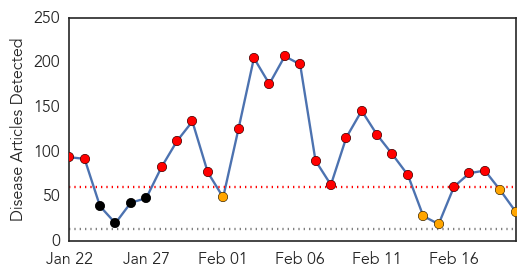 Disease Articles Detected
250
200
150
100
50
0
Jan 22
Jan 27
Feb 01
Feb 06
Feb 11
Feb 16